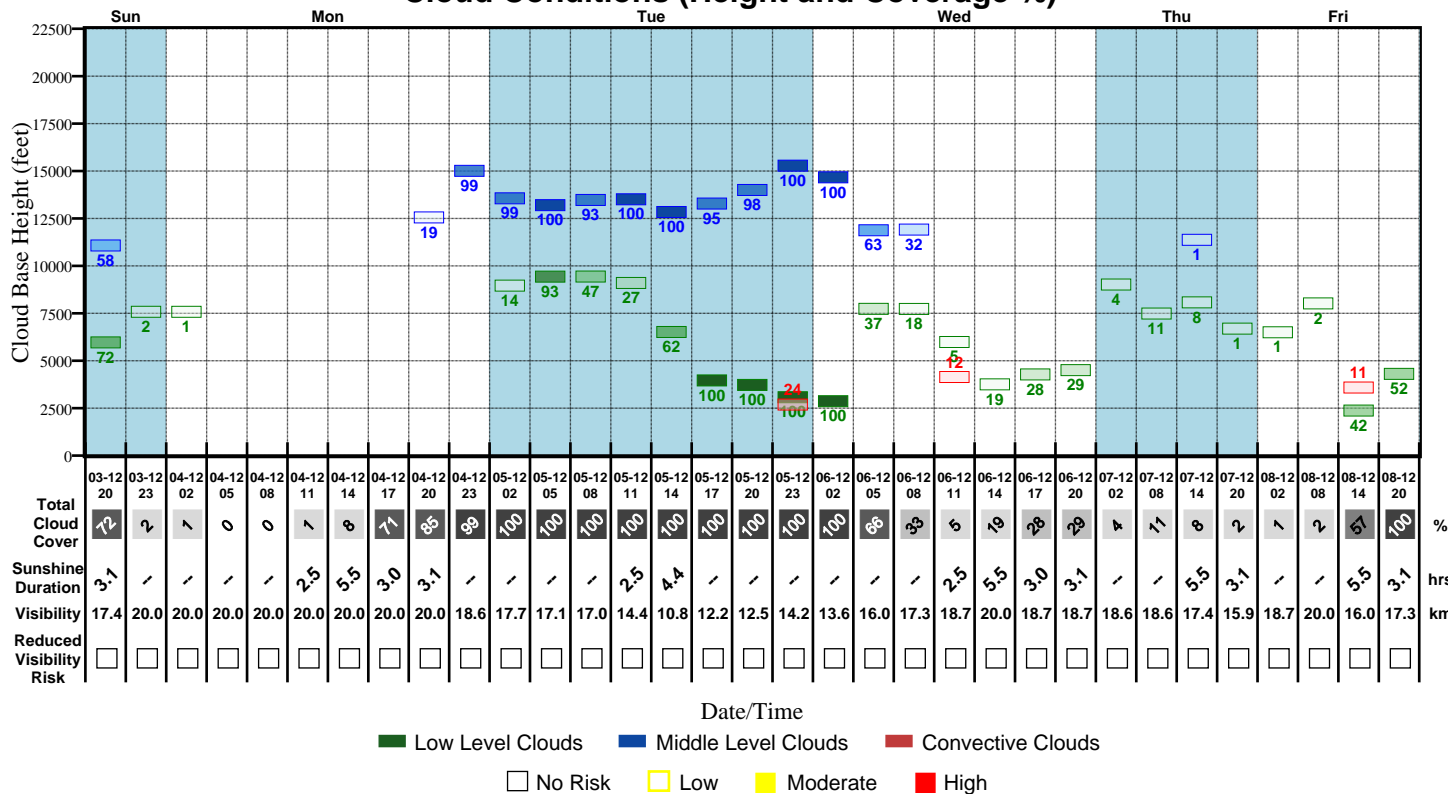 Cloud Conditions (Height and Coverage %)
Sun Mon Tue Wed Thu Fri
Cloud Base Height (feet)
22500
20000
17500
15000
12500
10000
7500
5000
2500
0
58 72 2 1 19 99 99 14 100 93 93 47 100 27 100 62 95 100 98 100 100 24 100 100 100 63 37 32 18 5 12 19 28 29 4 11 1 8 1 1 2 11 42 52
03-12 03-12 04-12 04-12 04-12 04-12 04-12 04-12 04-12 04-12 05-12 05-12 05-12 05-12 05-12 05-12 05-12 05-12 06-12 06-12 06-12 06-12 06-12 06-12 06-12 07-12 07-12 07-12 07-12 08-12 08-12 08-12 08-12
20 23 02 05 08 11 14 17 20 23 02 05 08 11 14 17 20 23 02 05 08 11 14 17 20 02 08 14 20 02 08 14 20
Total
Cloud
Cover
72 2 1 0 0 1 8 71 85 99 100 100 100 100 100 100 100 100 100 66 33 5 19 28 29 4 11 8 2 1 2 57 100 %
Sunshine
Duration
3.1 -- -- -- -- 2.5 5.5 3.0 3.1 -- -- -- -- 2.5 4.4 -- -- -- -- -- -- 2.5 5.5 3.0 3.1 -- -- 5.5 3.1 -- -- 5.5 3.1 hrs
Visibility 17.4 20.0 20.0 20.0 20.0 20.0 20.0 20.0 20.0 18.6 17.7 17.1 17.0 14.4 10.8 12.2 12.5 14.2 13.6 16.0 17.3 18.7 20.0 18.7 18.7 18.6 18.6 17.4 15.9 18.7 20.0 16.0 17.3 km
Reduced
Visibility
Risk
Date/Time
Low Level Clouds Middle Level Clouds Convective Clouds
No Risk Low Moderate High